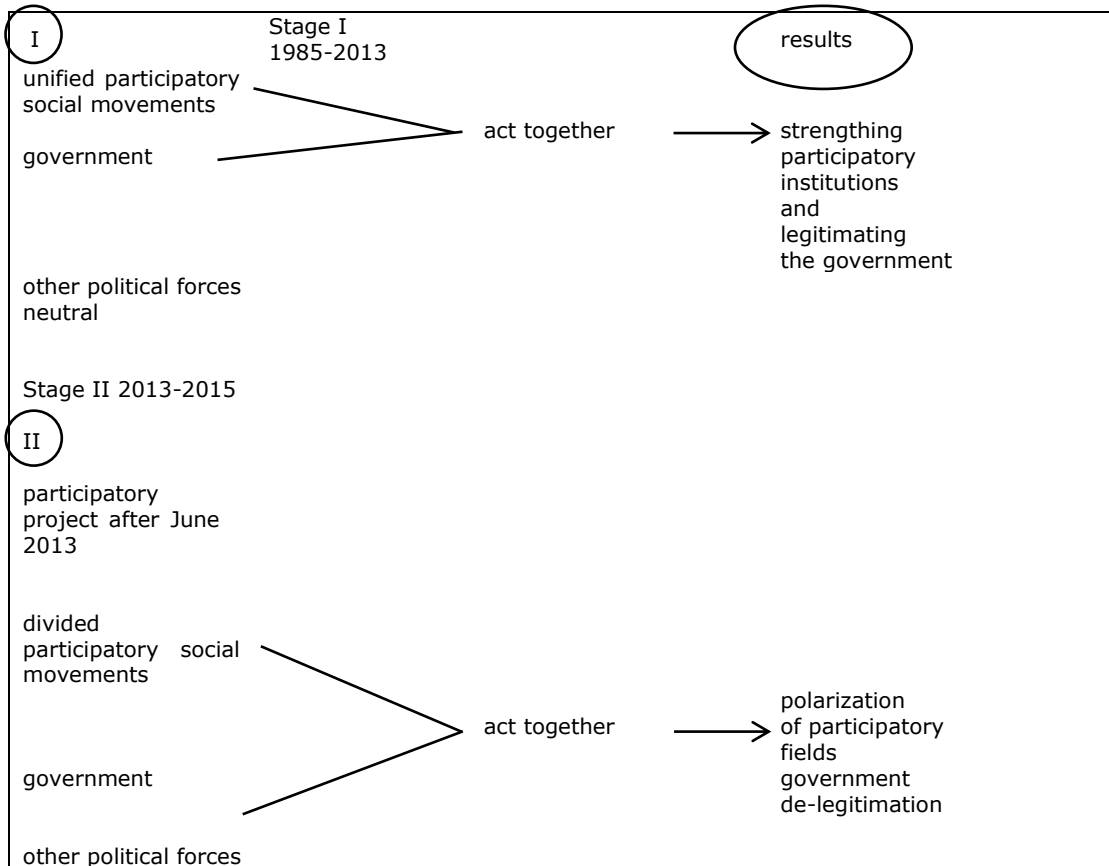 I
Stage I
1985-2013
results
unified participatory
social movements
government
act together
strengthing
participatory
institutions
and
legitimating
the government
other political forces
neutral
Stage II 2013-2015
II
participatory
project after June
2013
divided
participatory social
movements
government
act together
polarization
of participatory
fields
government
de-legitimation
other political forces